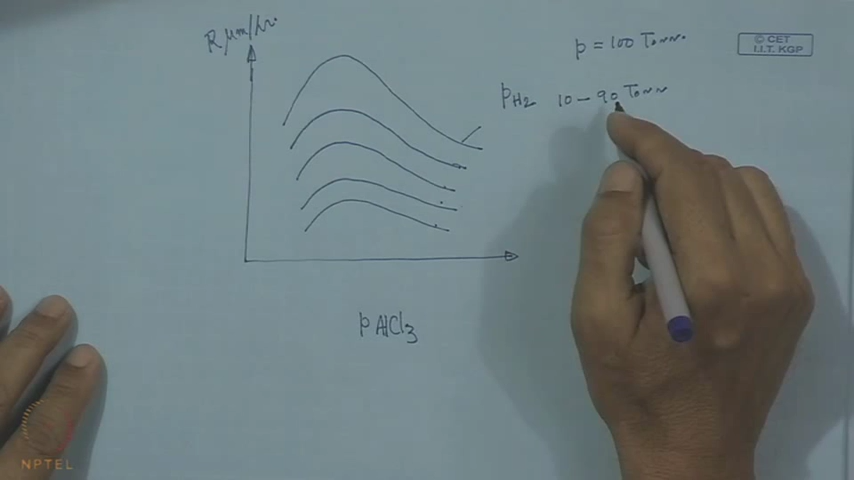 R μm/hr.
p = 100 Torr.
© CET
I.I.T. KGP
pH2 10 - 90 Torr
p AlCl3
NPTEL